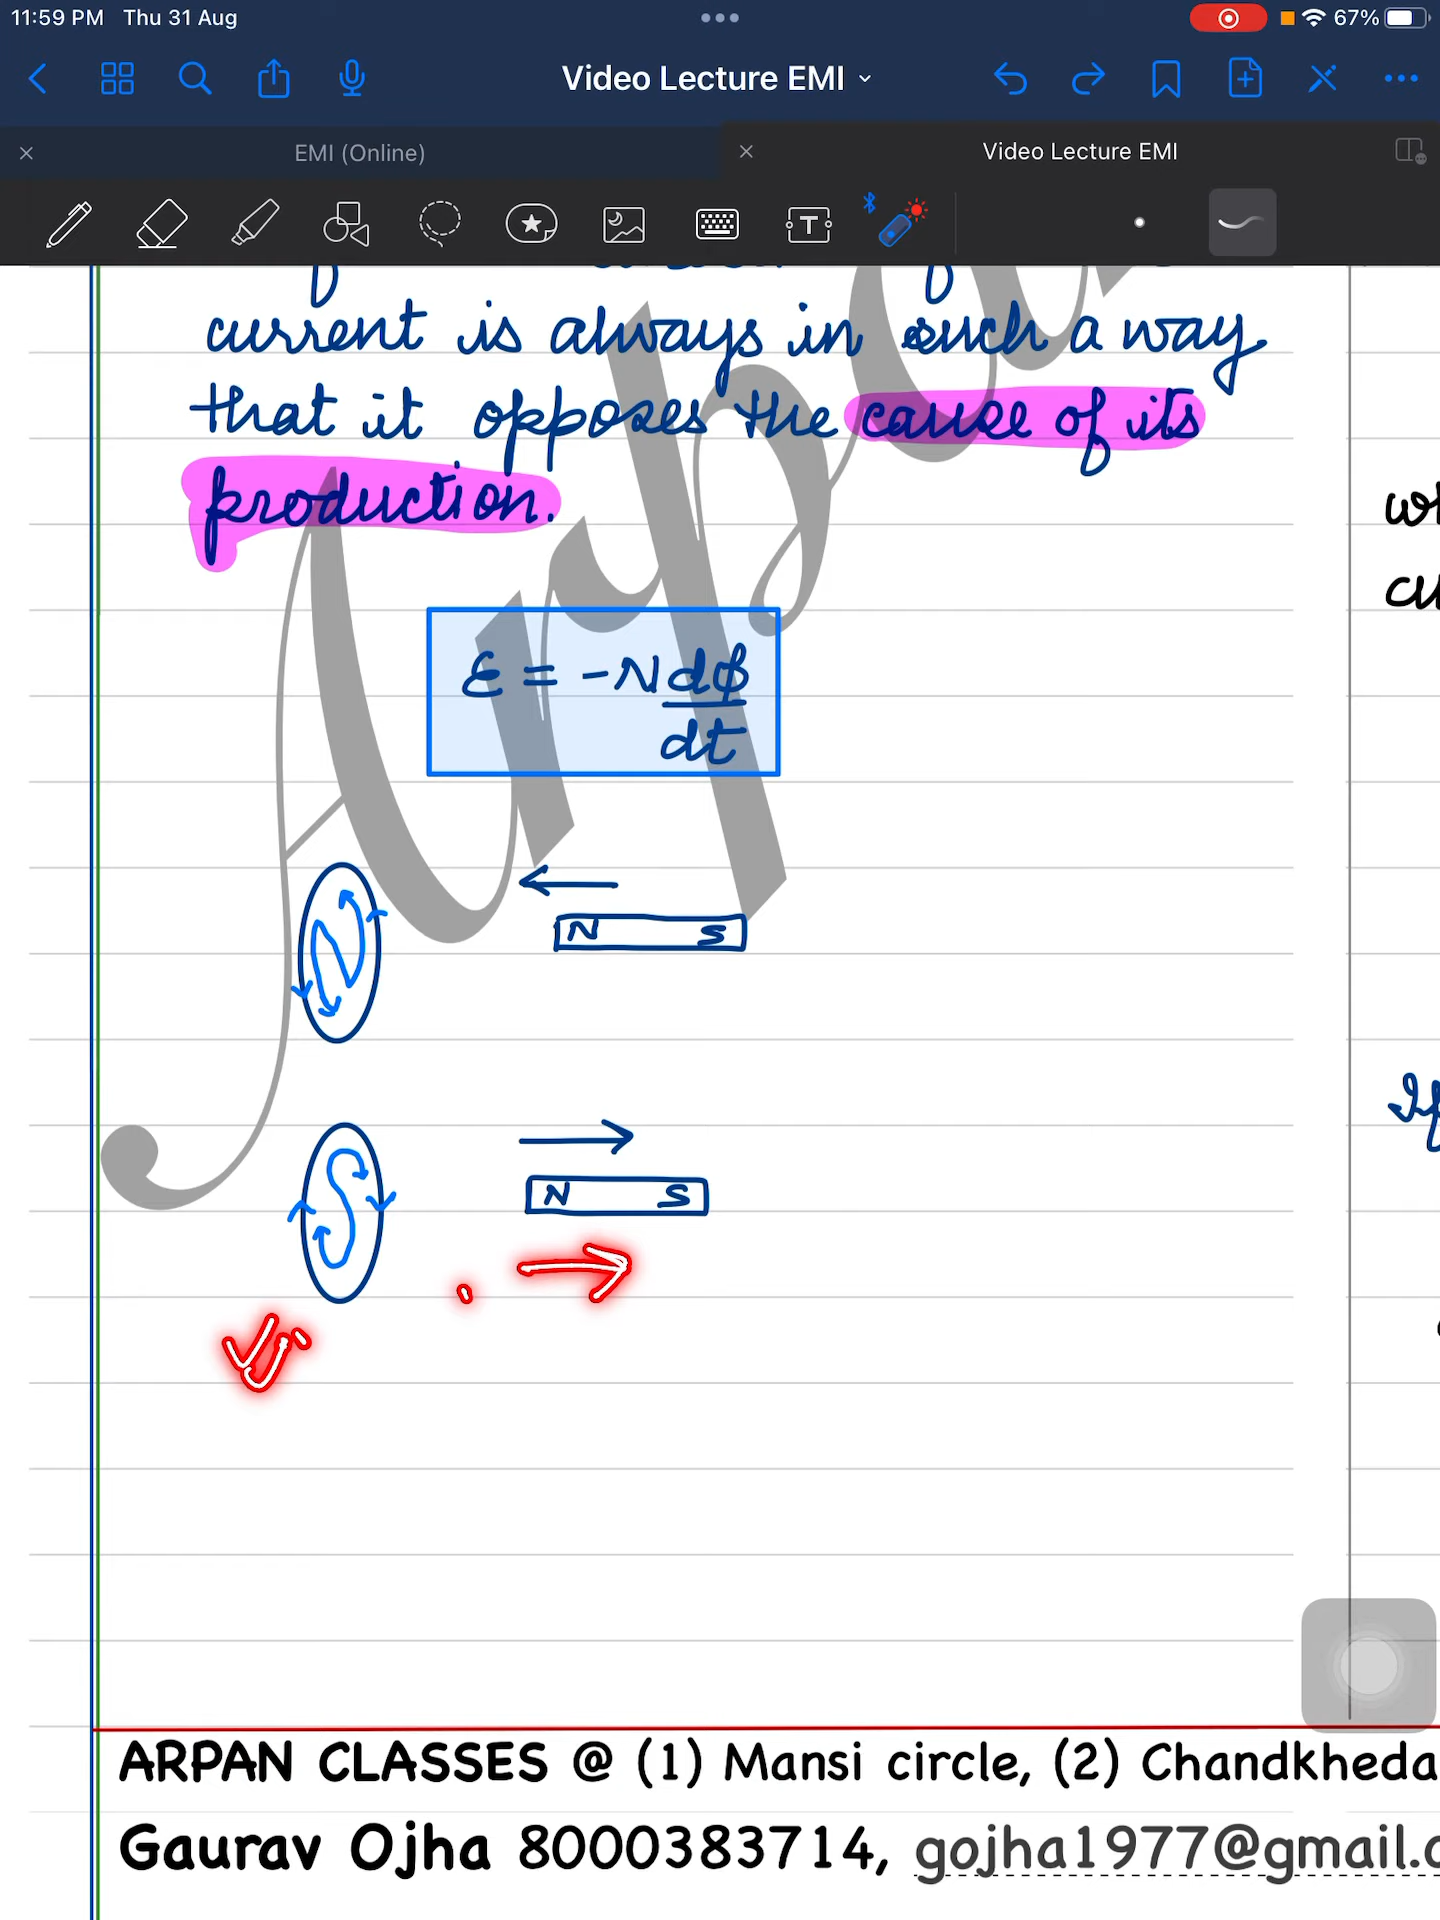 11:59 PM Thu 31 Aug
67%
Video Lecture EMI
EMI (Online)
Video Lecture EMI
T
current is always in such a way
that it opposes the cause of its
production.
ε = -N dφ
dt
N
N S
S
N S
ARPAN CLASSES @ (1) Mansi circle, (2) Chandkheda
Gaurav Ojha 8000383714, gojha1977@gmail.c